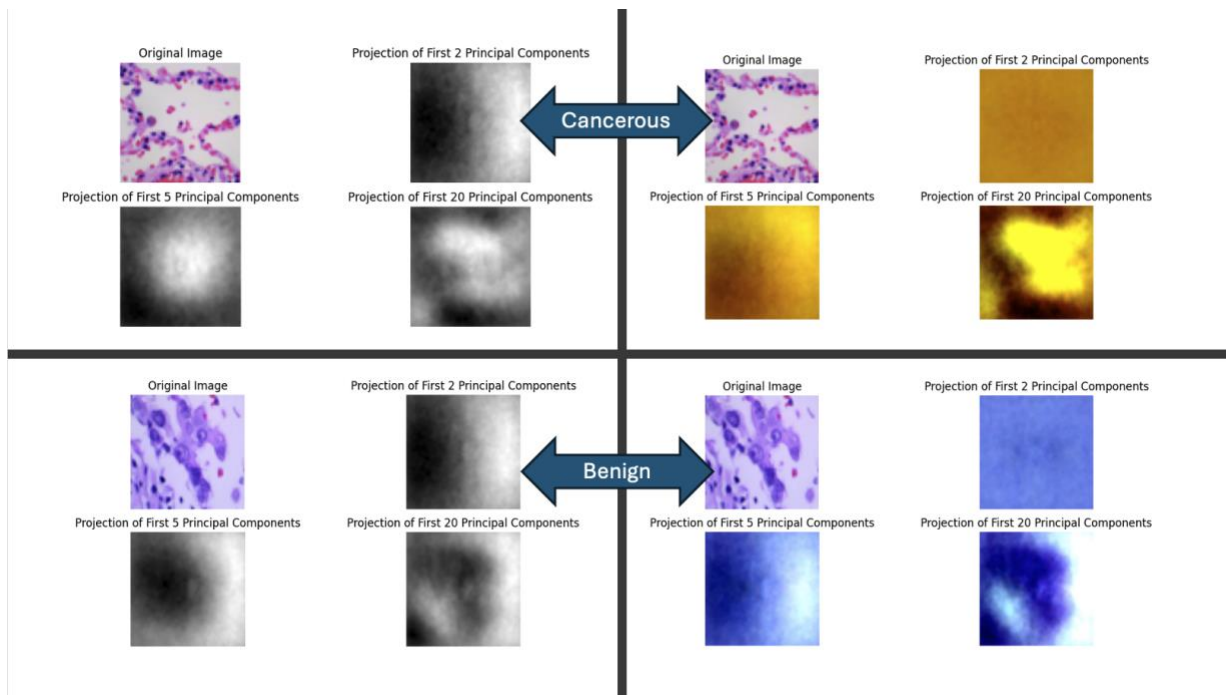 Original Image
Projection of First 2 Principal Components
Projection of First 5 Principal Components
Projection of First 20 Principal Components
Cancerous
Original Image
Projection of First 2 Principal Components
Projection of First 5 Principal Components
Projection of First 20 Principal Components
Original Image
Projection of First 2 Principal Components
Projection of First 5 Principal Components
Projection of First 20 Principal Components
Benign
Original Image
Projection of First 2 Principal Components
Projection of First 5 Principal Components
Projection of First 20 Principal Components